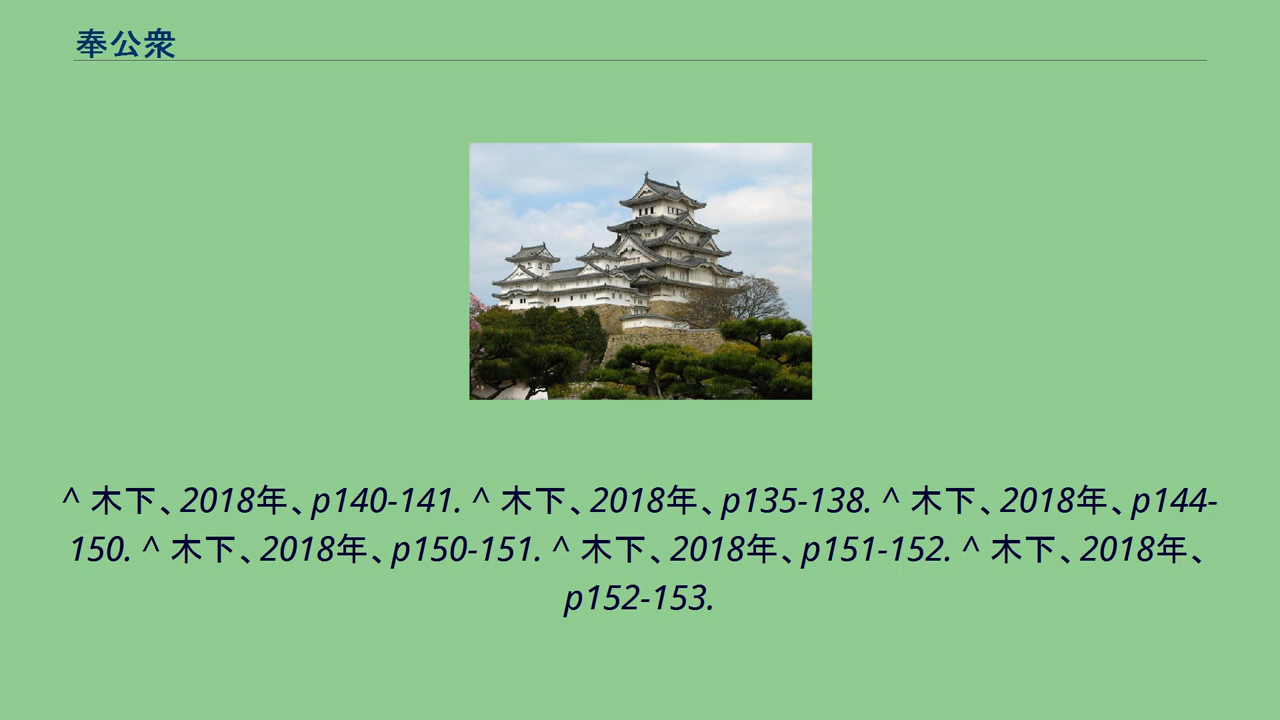 奉公衆
^ 木下、2018年、p140-141. ^ 木下、2018年、p135-138. ^ 木下、2018年、p144-
150. ^ 木下、2018年、p150-151. ^ 木下、2018年、p151-152. ^ 木下、2018年、
p152-153.